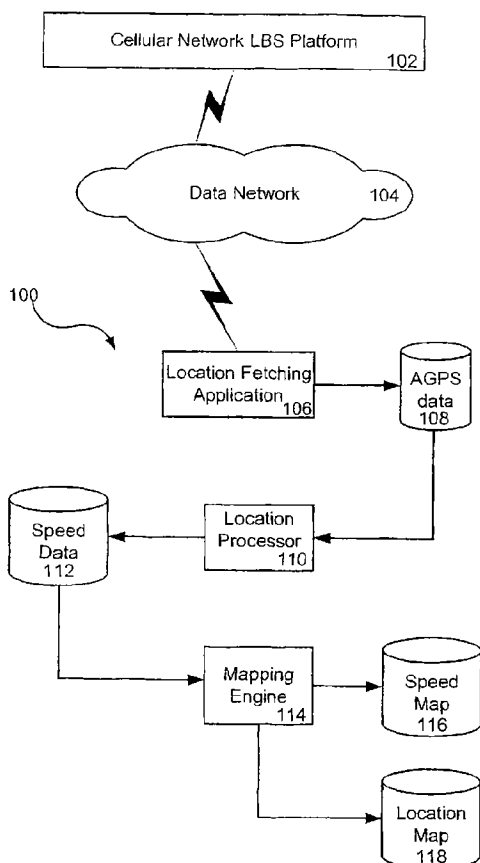 Cellular Network LBS Platform
102
Data Network
104
100
Location Fetching
Application
106
AGPS
data
108
Speed
Data
112
Location
Processor
110
Mapping
Engine
114
Speed
Map
116
Location
Map
118